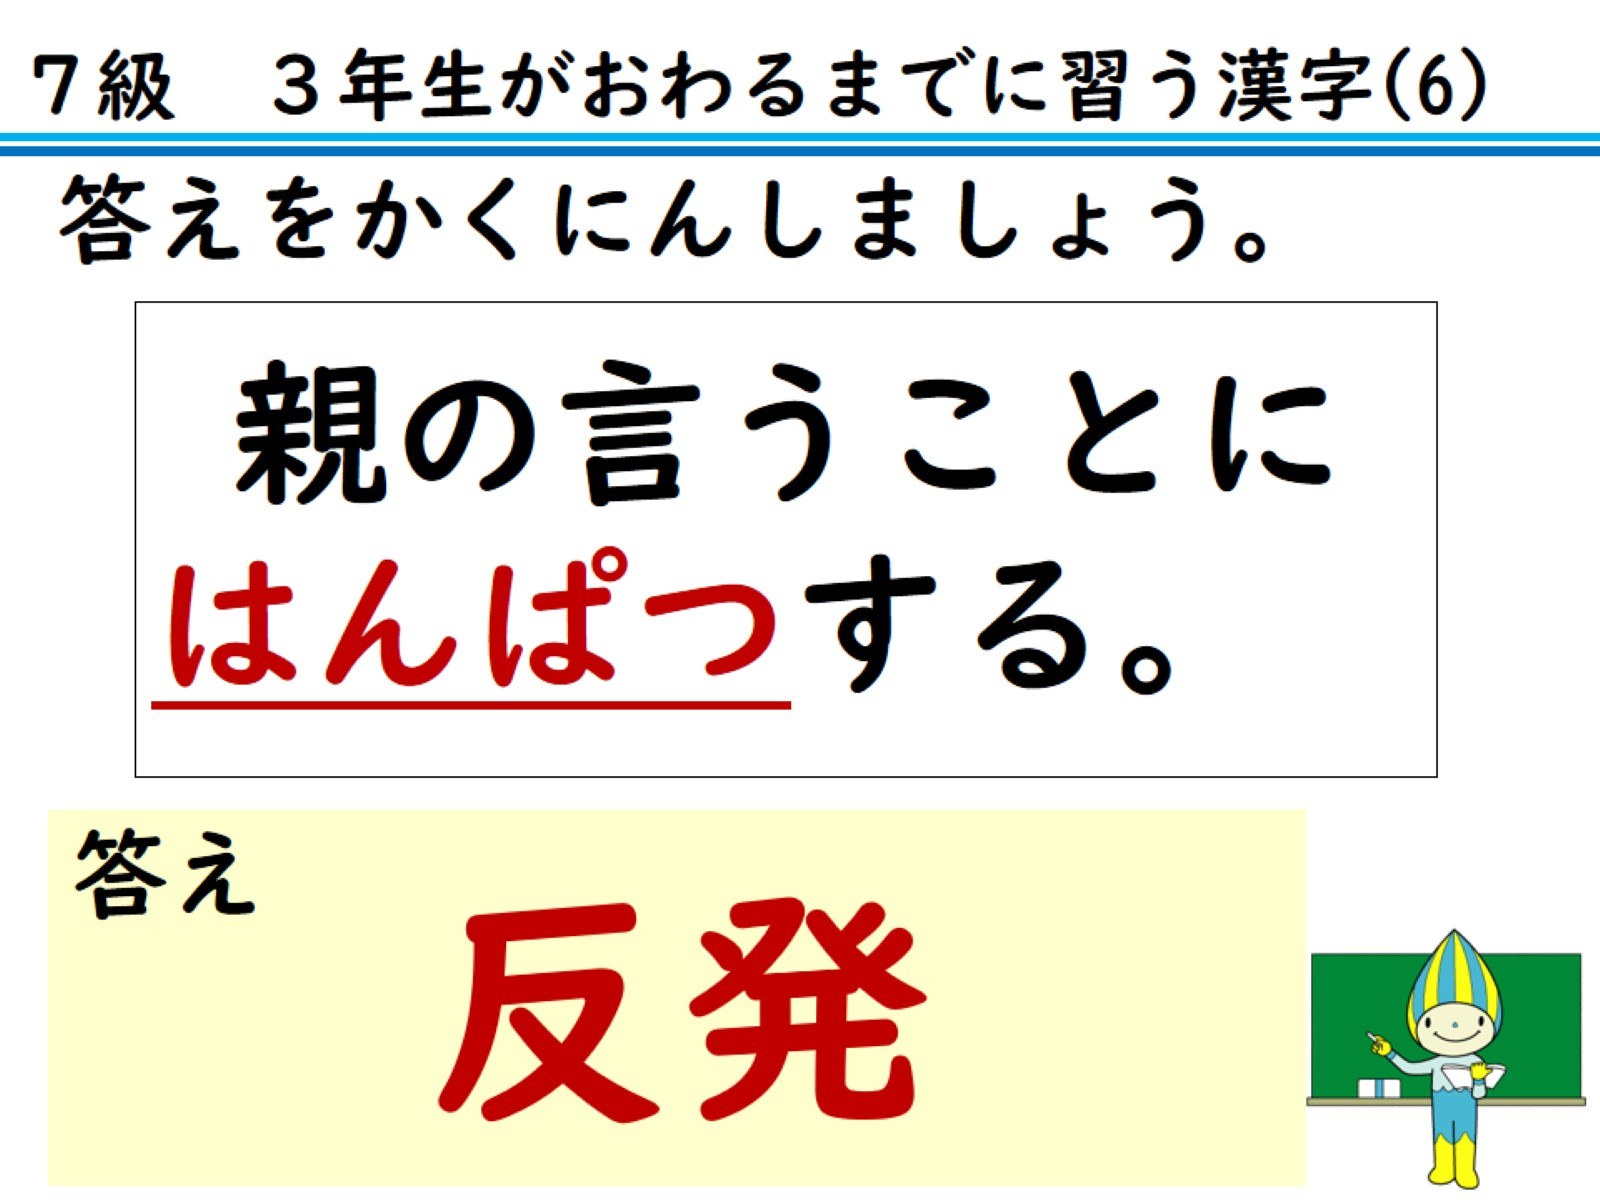 ７級　３年生がおわるまでに習う漢字(6)
答えをかくにんしましょう。
親の言うことに
はんぱつする。
答え
反発